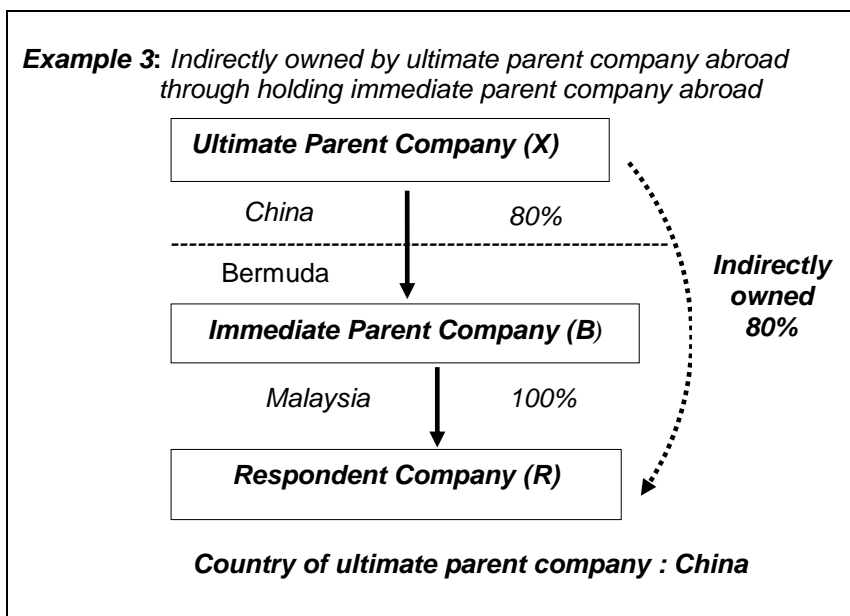 Example 3: Indirectly owned by ultimate parent company abroad
through holding immediate parent company abroad
Ultimate Parent Company (X)
China 80%
Bermuda
Indirectly
owned
80%
Immediate Parent Company (B)
Malaysia 100%
Respondent Company (R)
Country of ultimate parent company : China